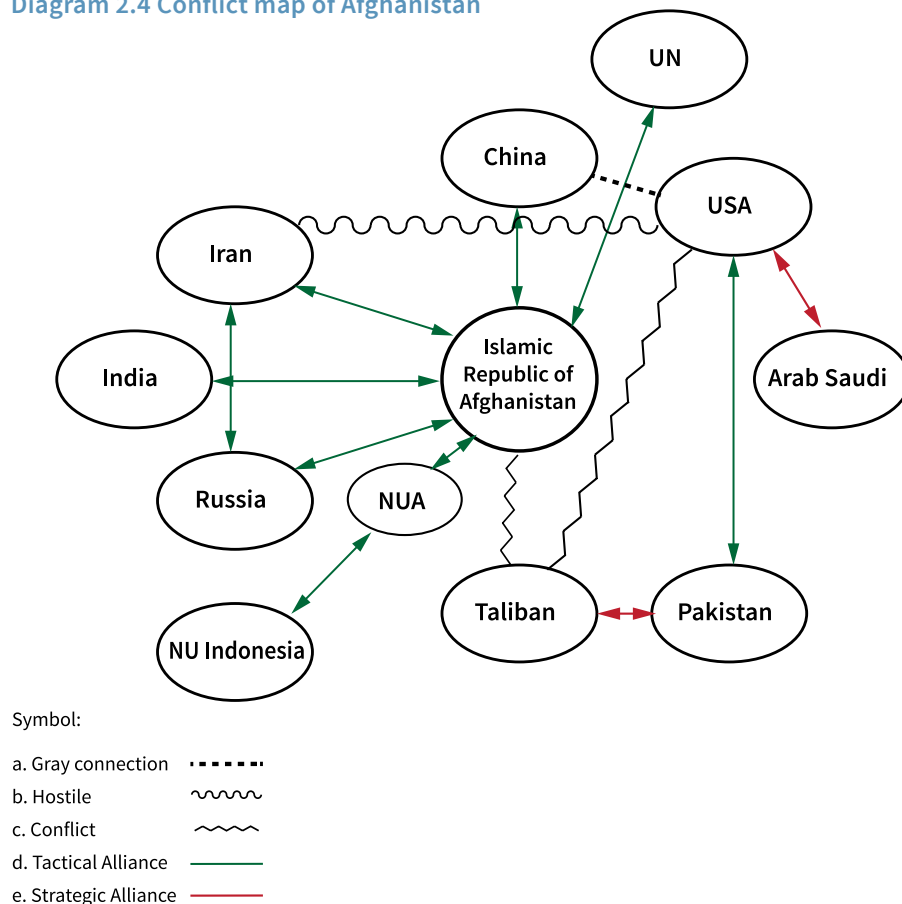 Diagram 2.4 Conflict map of Afghanistan
UN
China
USA
Iran
Islamic
Republic of
Afghanistan
India
Arab Saudi
Russia
NUA
Taliban
Pakistan
NU Indonesia
Symbol:
a. Gray connection
b. Hostile
c. Conflict
d. Tactical Alliance
e. Strategic Alliance